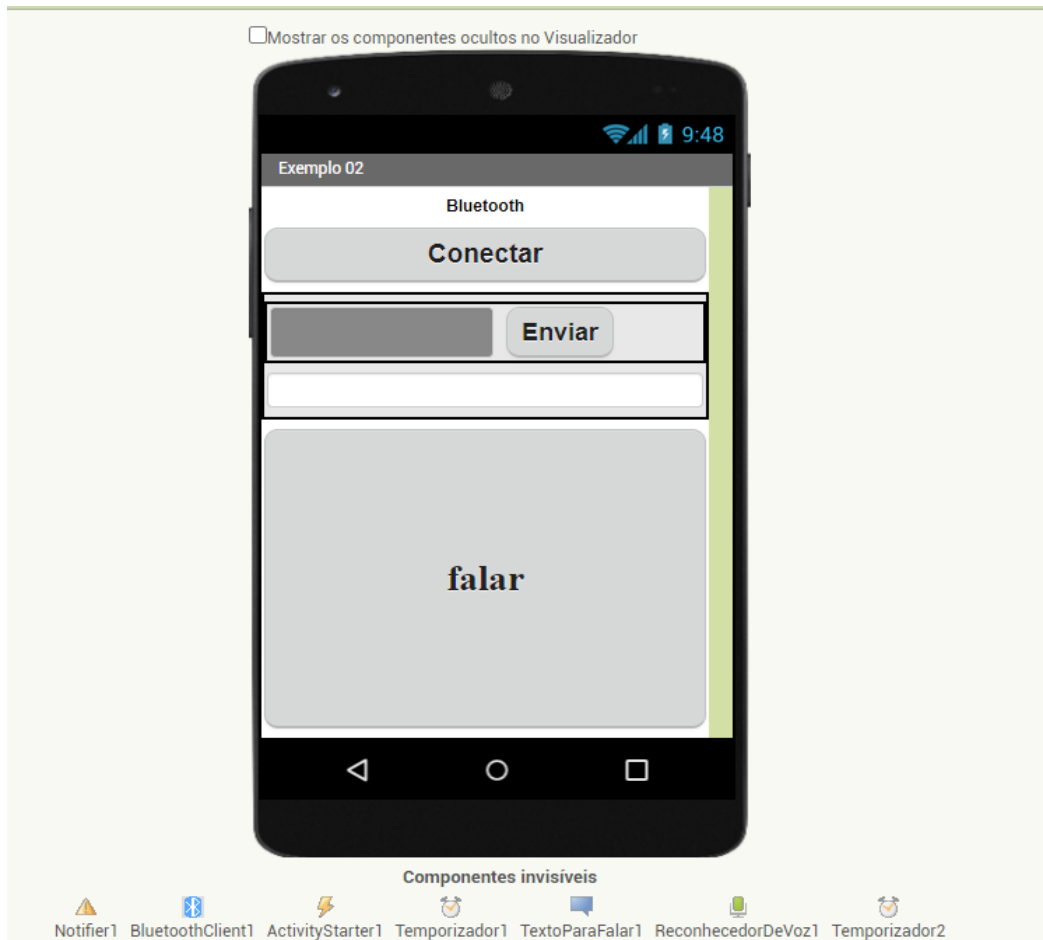 Mostrar os componentes ocultos no Visualizador
9:48
Exemplo 02
Bluetooth
Conectar
Enviar
falar
Componentes invisíveis
Notifier1 BluetoothClient1 ActivityStarter1 Temporizador1 TextoParaFalar1 ReconhecedorDeVoz1 Temporizador2